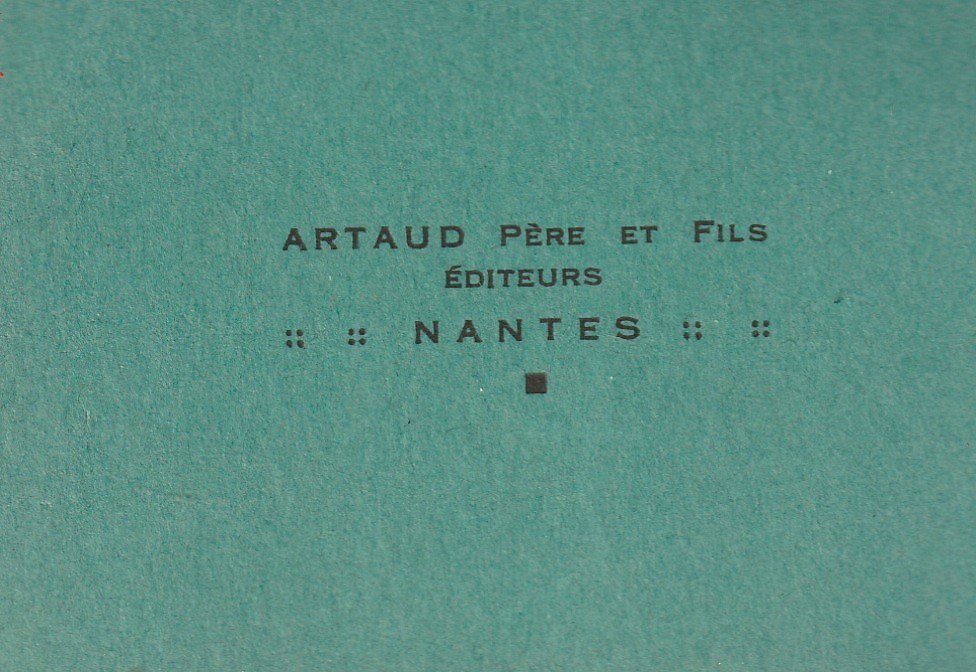 ARTAUD PÈRE ET FILS
ÉDITEURS
:: :: NANTES :: ::